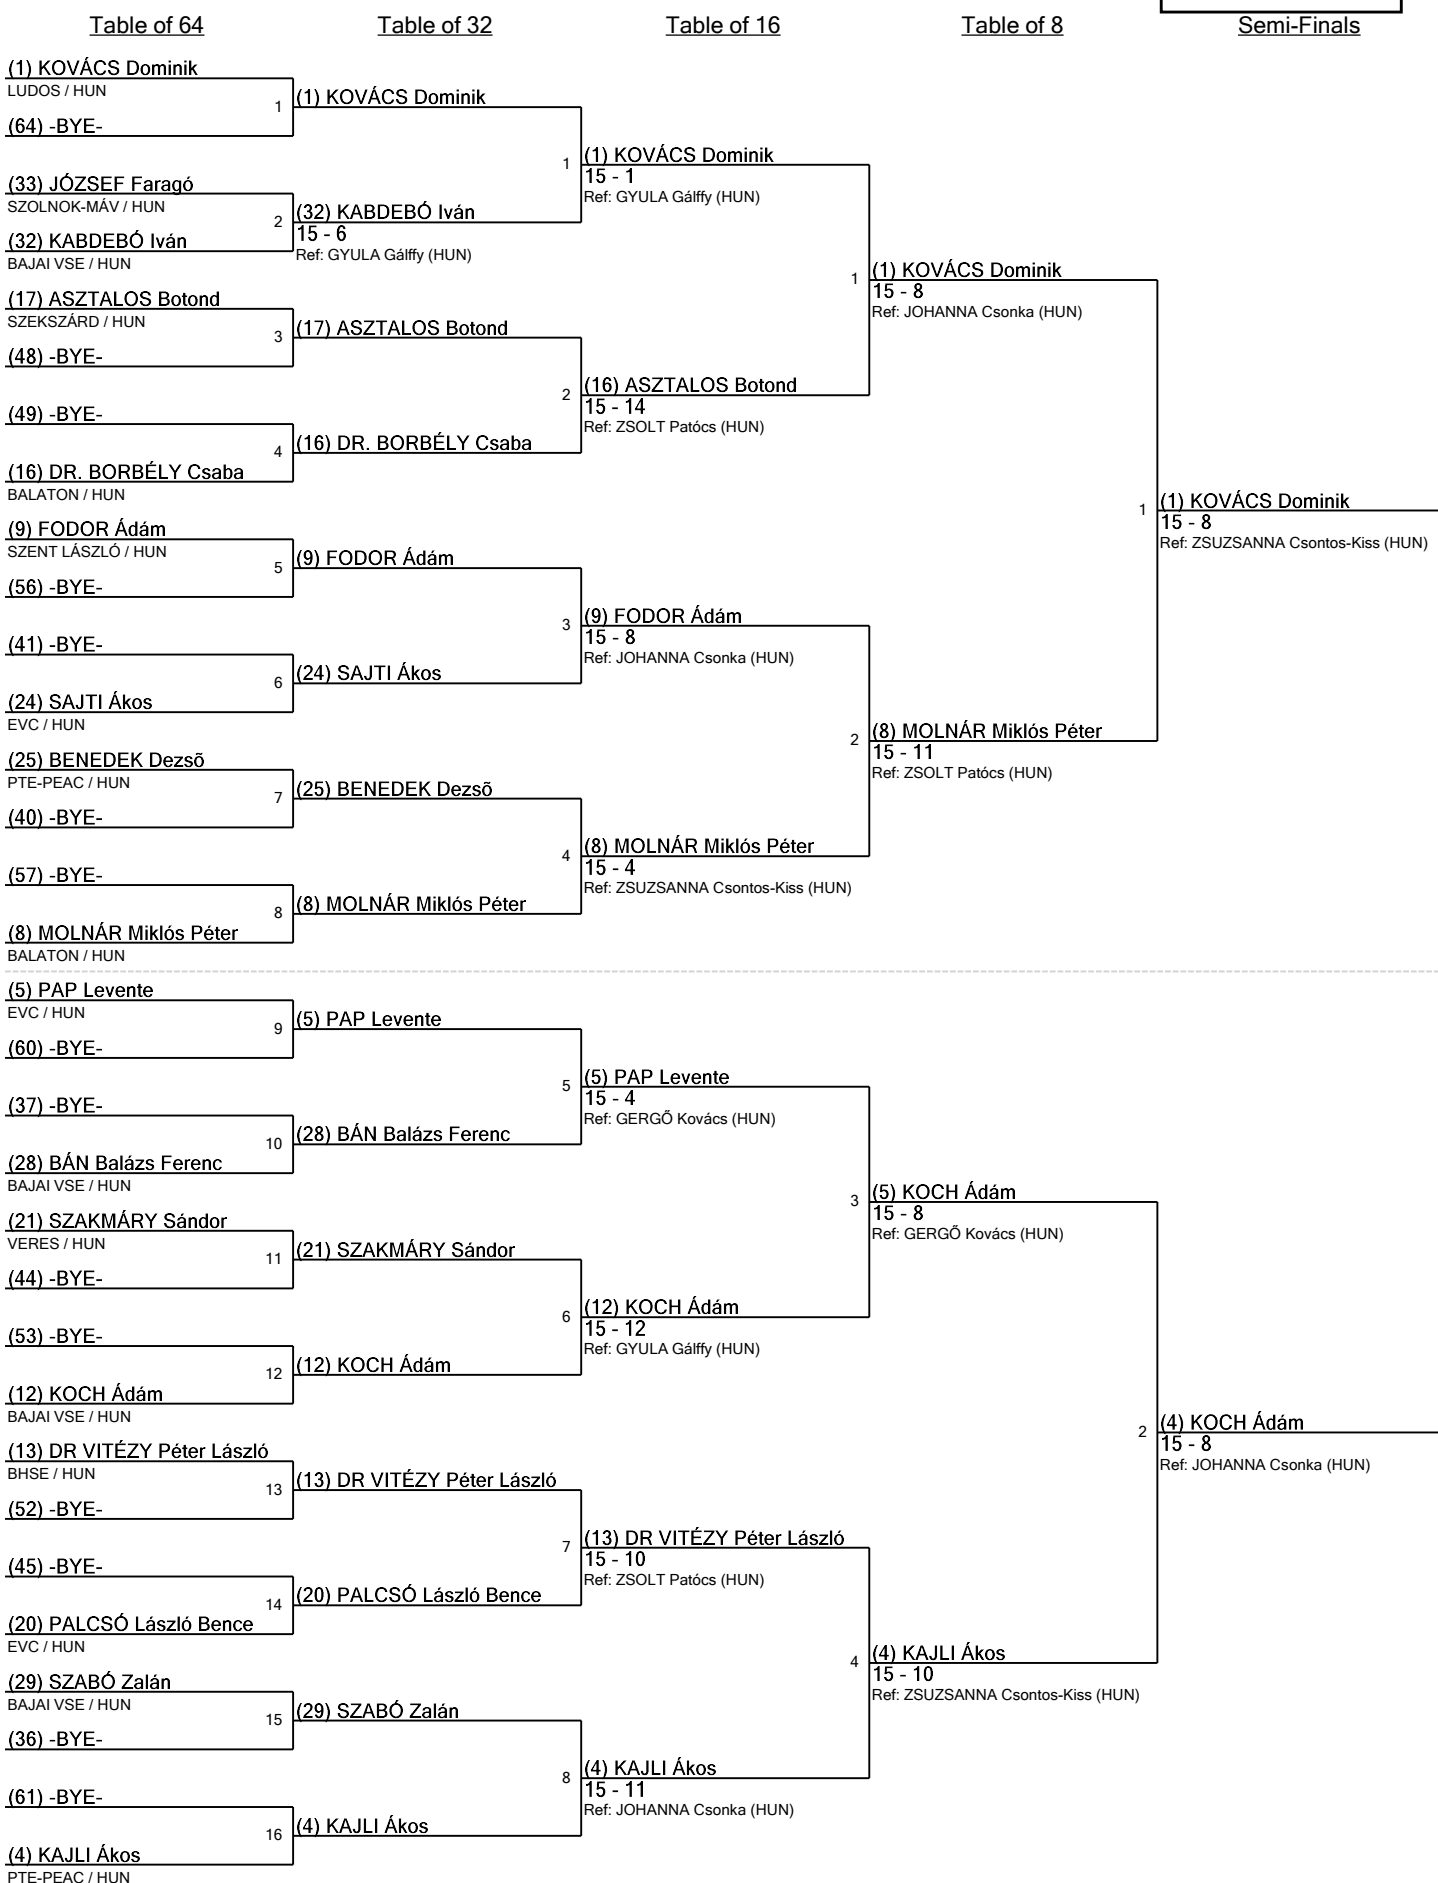 Table of 64
Table of 32
Table of 16
Table of 8
Semi-Finals
(1) KOVÁCS Dominik
LUDOS / HUN
1
(64) -BYE-
(33) JÓZSEF Faragó
SZOLNOK-MÁV / HUN
2
(32) KABDEBÓ Iván
BAJAI VSE / HUN
(17) ASZTALOS Botond
SZEKSZÁRD / HUN
3
(48) -BYE-
(49) -BYE-
4
(16) DR. BORBÉLY Csaba
BALATON / HUN
(9) FODOR Ádám
SZENT LÁSZLÓ / HUN
5
(56) -BYE-
(41) -BYE-
6
(24) SAJTI Ákos
EVC / HUN
(25) BENEDEK Dezsõ
PTE-PEAC / HUN
7
(40) -BYE-
(57) -BYE-
8
(8) MOLNÁR Miklós Péter
BALATON / HUN
(5) PAP Levente
EVC / HUN
9
(60) -BYE-
(37) -BYE-
10
(28) BÁN Balázs Ferenc
BAJAI VSE / HUN
(21) SZAKMÁRY Sándor
VERES / HUN
11
(44) -BYE-
(53) -BYE-
12
(12) KOCH Ádám
BAJAI VSE / HUN
(13) DR VITÉZY Péter László
BHSE / HUN
13
(52) -BYE-
(45) -BYE-
14
(20) PALCSÓ László Bence
EVC / HUN
(29) SZABÓ Zalán
BAJAI VSE / HUN
15
(36) -BYE-
(61) -BYE-
16
(4) KAJLI Ákos
PTE-PEAC / HUN
(1) KOVÁCS Dominik
1
(32) KABDEBÓ Iván
15 - 6
Ref: GYULA Gálffy (HUN)
(17) ASZTALOS Botond
2
(16) DR. BORBÉLY Csaba
(9) FODOR Ádám
3
(24) SAJTI Ákos
(25) BENEDEK Dezsõ
4
(8) MOLNÁR Miklós Péter
(5) PAP Levente
5
(28) BÁN Balázs Ferenc
(21) SZAKMÁRY Sándor
6
(12) KOCH Ádám
(13) DR VITÉZY Péter László
7
(20) PALCSÓ László Bence
(29) SZABÓ Zalán
8
(4) KAJLI Ákos
(1) KOVÁCS Dominik
15 - 1
Ref: GYULA Gálffy (HUN)
1
(16) ASZTALOS Botond
15 - 14
Ref: ZSOLT Patócs (HUN)
(9) FODOR Ádám
15 - 8
Ref: JOHANNA Csonka (HUN)
2
(8) MOLNÁR Miklós Péter
15 - 4
Ref: ZSUZSANNA Csontos-Kiss (HUN)
(5) PAP Levente
15 - 4
Ref: GERGŐ Kovács (HUN)
3
(12) KOCH Ádám
15 - 12
Ref: GYULA Gálffy (HUN)
(13) DR VITÉZY Péter László
15 - 10
Ref: ZSOLT Patócs (HUN)
4
(4) KAJLI Ákos
15 - 11
Ref: JOHANNA Csonka (HUN)
(1) KOVÁCS Dominik
15 - 8
Ref: JOHANNA Csonka (HUN)
1
(8) MOLNÁR Miklós Péter
15 - 11
Ref: ZSOLT Patócs (HUN)
(5) KOCH Ádám
15 - 8
Ref: GERGŐ Kovács (HUN)
2
(4) KAJLI Ákos
15 - 10
Ref: ZSUZSANNA Csontos-Kiss (HUN)
(1) KOVÁCS Dominik
15 - 8
Ref: ZSUZSANNA Csontos-Kiss (HUN)
(4) KOCH Ádám
15 - 8
Ref: JOHANNA Csonka (HUN)